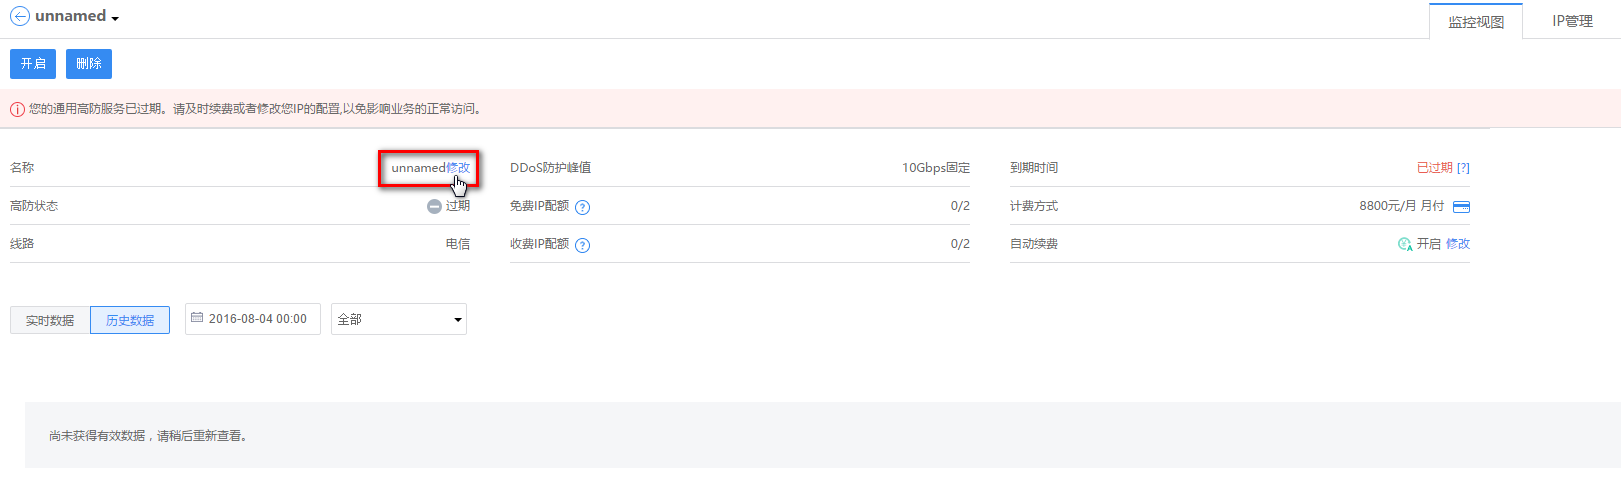 unnamed
监控视图 IP管理
开启 删除
您的通用高防服务已过期。请及时续费或者修改您IP的配置,以免影响业务的正常访问。
名称 unnamed修改 DDoS防护峰值 10Gbps固定 到期时间 已过期 [?]
高防状态 过期 免费IP配额 ? 0/2 计费方式 8800元/月 月付
线路 电信 收费IP配额 ? 0/2 自动续费 开启 修改
实时数据 历史数据 2016-08-04 00:00 全部
尚未获得有效数据，请稍后重新查看。